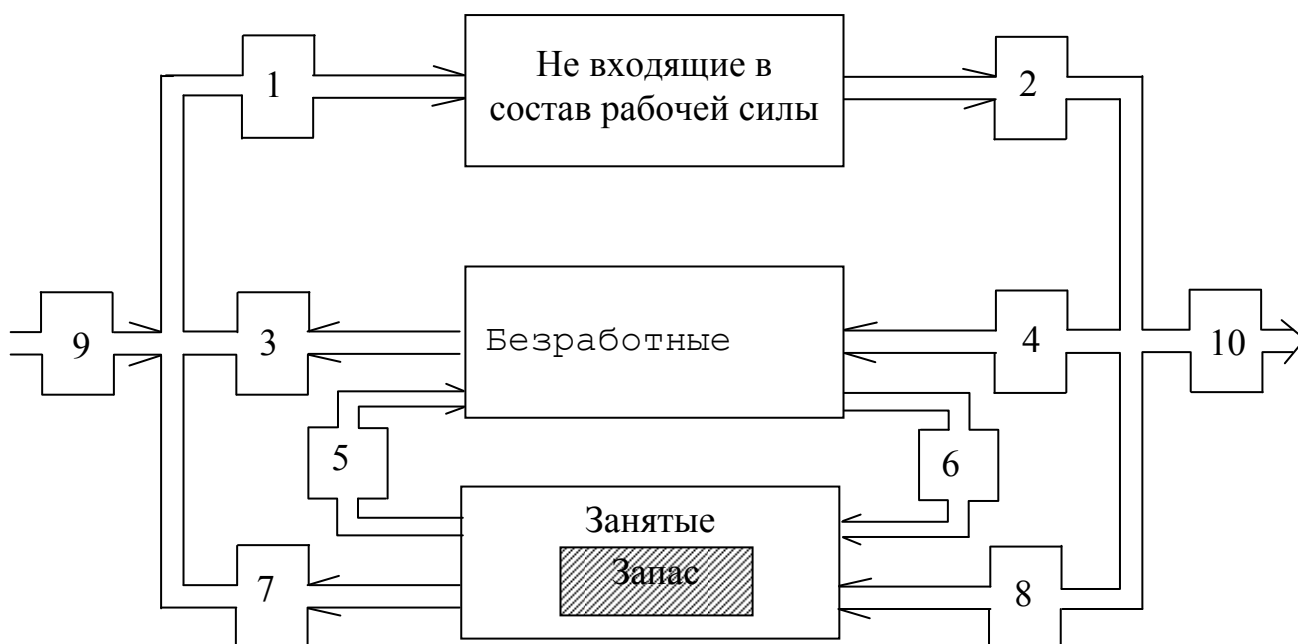 1
Не входящие в
состав рабочей силы
2
9
3
Безработные
4
10
5
6
Занятые
Запас
7
8